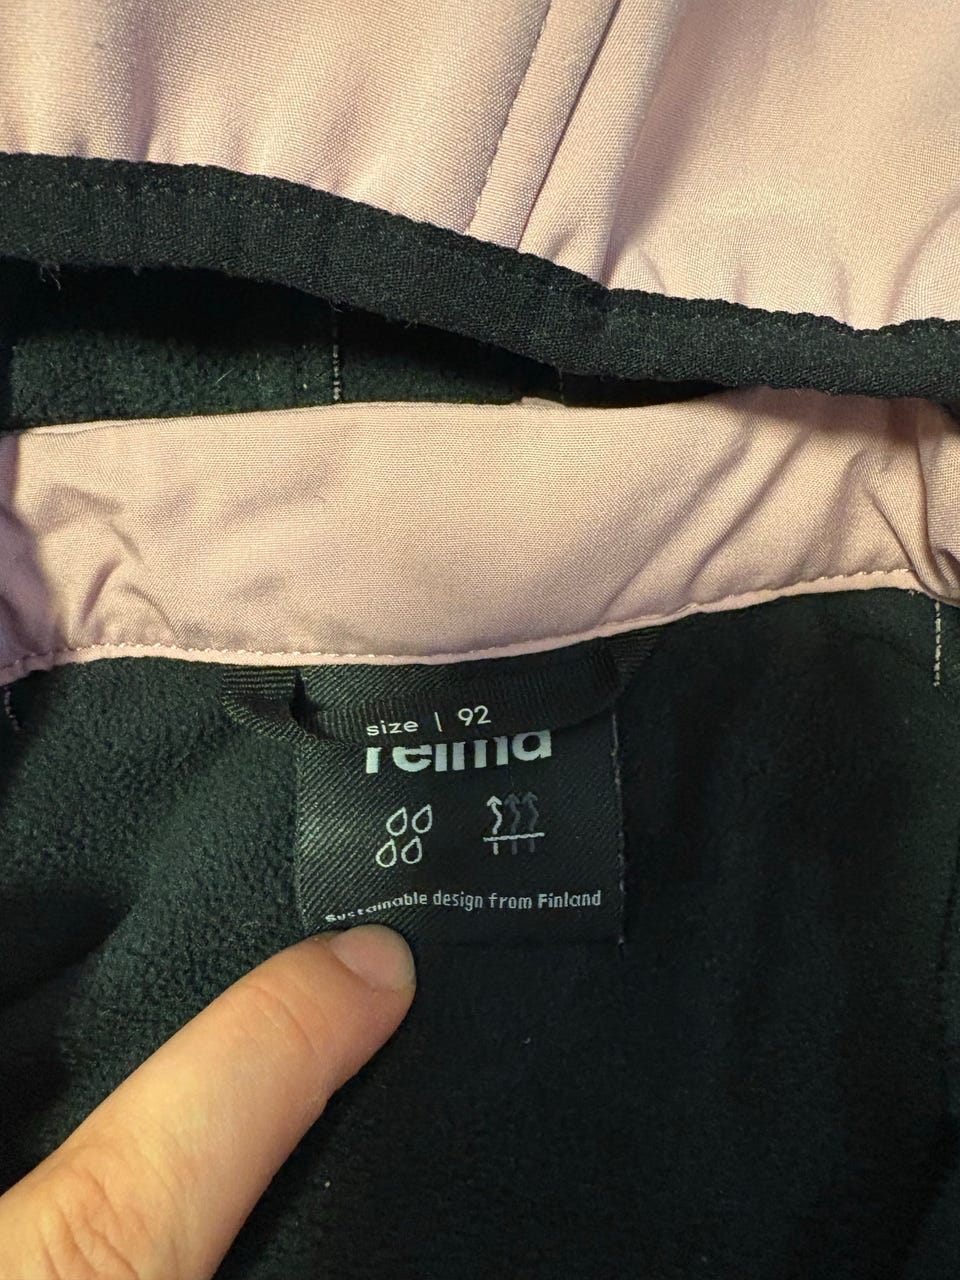 size | 92
reima
Sustainable design from Finland